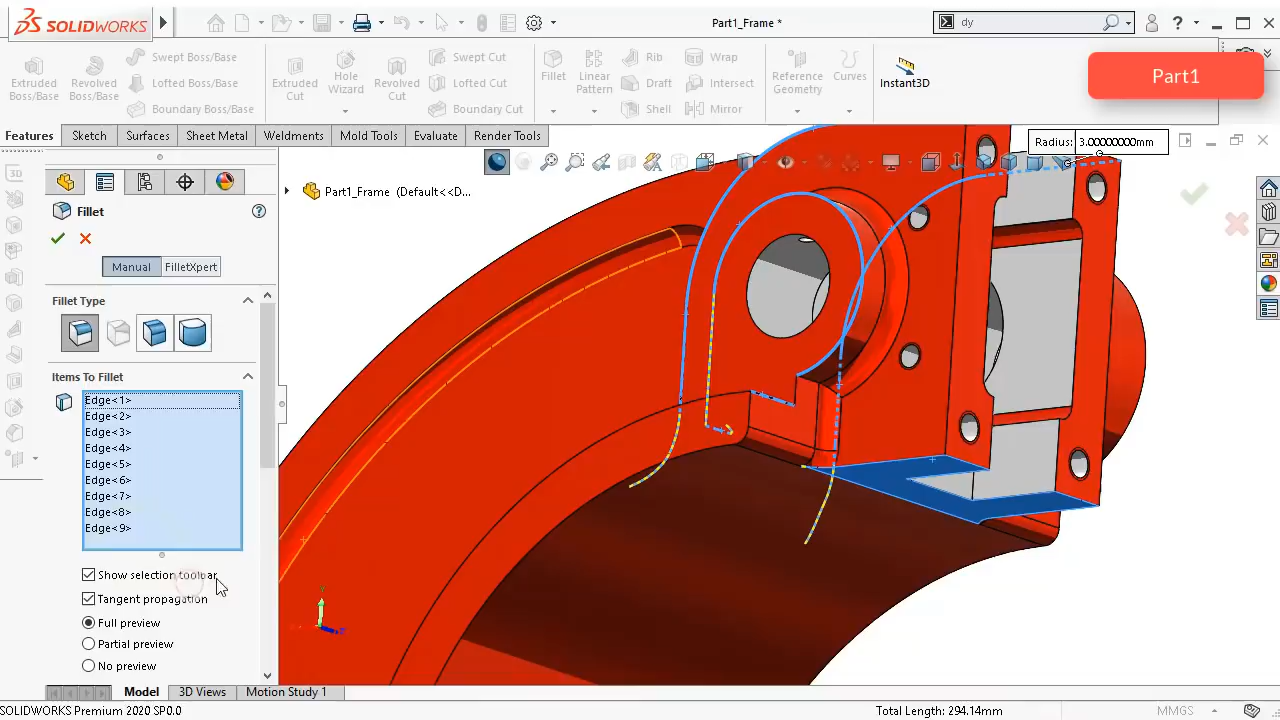 SOLIDWORKS
Part1_Frame *
dy
Extruded Boss/Base
Revolved Boss/Base
Swept Boss/Base
Lofted Boss/Base
Boundary Boss/Base
Extruded Cut
Hole Wizard
Revolved Cut
Swept Cut
Lofted Cut
Boundary Cut
Fillet
Linear Pattern
Rib
Draft
Shell
Wrap
Intersect
Mirror
Reference Geometry
Curves
Instant3D
Part1
Features
Sketch
Surfaces
Sheet Metal
Weldments
Mold Tools
Evaluate
Render Tools
Radius: 3.00000000mm
Part1_Frame (Default<<D...
Fillet
Manual
FilletXpert
Fillet Type
Items To Fillet
Edge<1>
Edge<2>
Edge<3>
Edge<4>
Edge<5>
Edge<6>
Edge<7>
Edge<8>
Edge<9>
Show selection toolbar
Tangent propagation
Full preview
Partial preview
No preview
Model
3D Views
Motion Study 1
SOLIDWORKS Premium 2020 SP0.0
Total Length: 294.14mm
MMGS